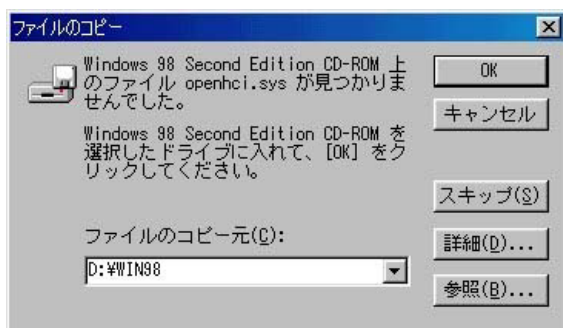 ファイルのコピー
Windows 98 Second Edition CD-ROM 上
のファイル openhci.sys が見つかりま
せんでした。
Windows 98 Second Edition CD-ROM を
選択したドライブに入れて、[OK] をク
リックしてください。
ファイルのコピー元(C):
D:¥WIN98
OK
キャンセル
スキップ(S)
詳細(D)...
参照(B)...